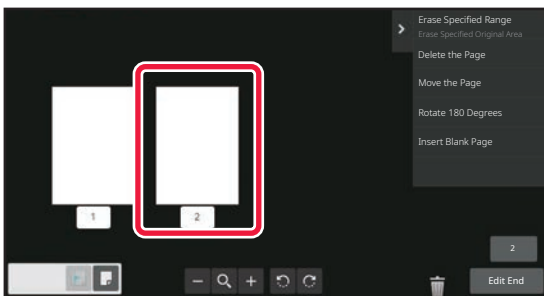 Erase Specified Range
Erase Specified Original Area
Delete the Page
Move the Page
Rotate 180 Degrees
Insert Blank Page
1
2
2
Edit End